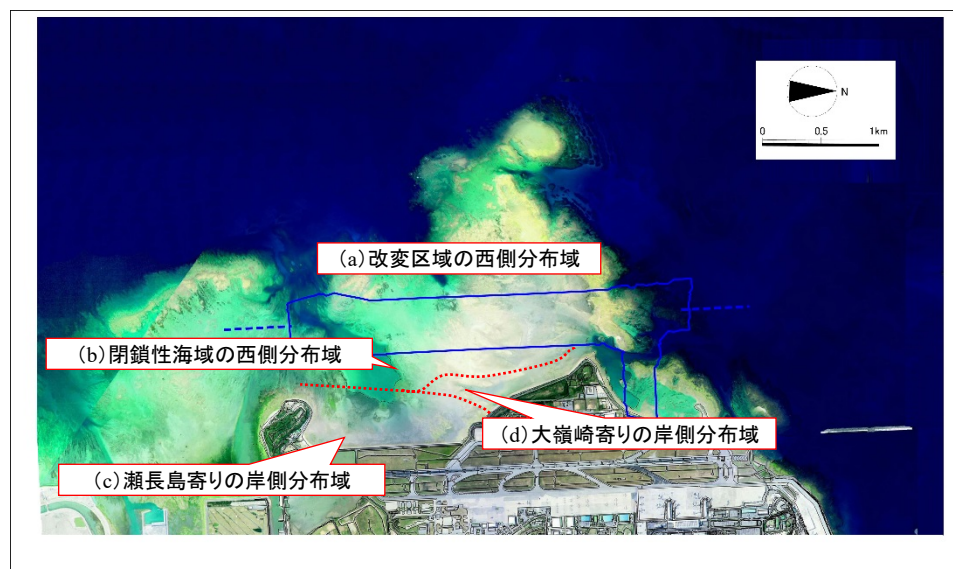 N
0 0.5 1km
(a)改変区域の西側分布域
(b)閉鎖性海域の西側分布域
(d)大嶺崎寄りの岸側分布域
(c)瀬長島寄りの岸側分布域